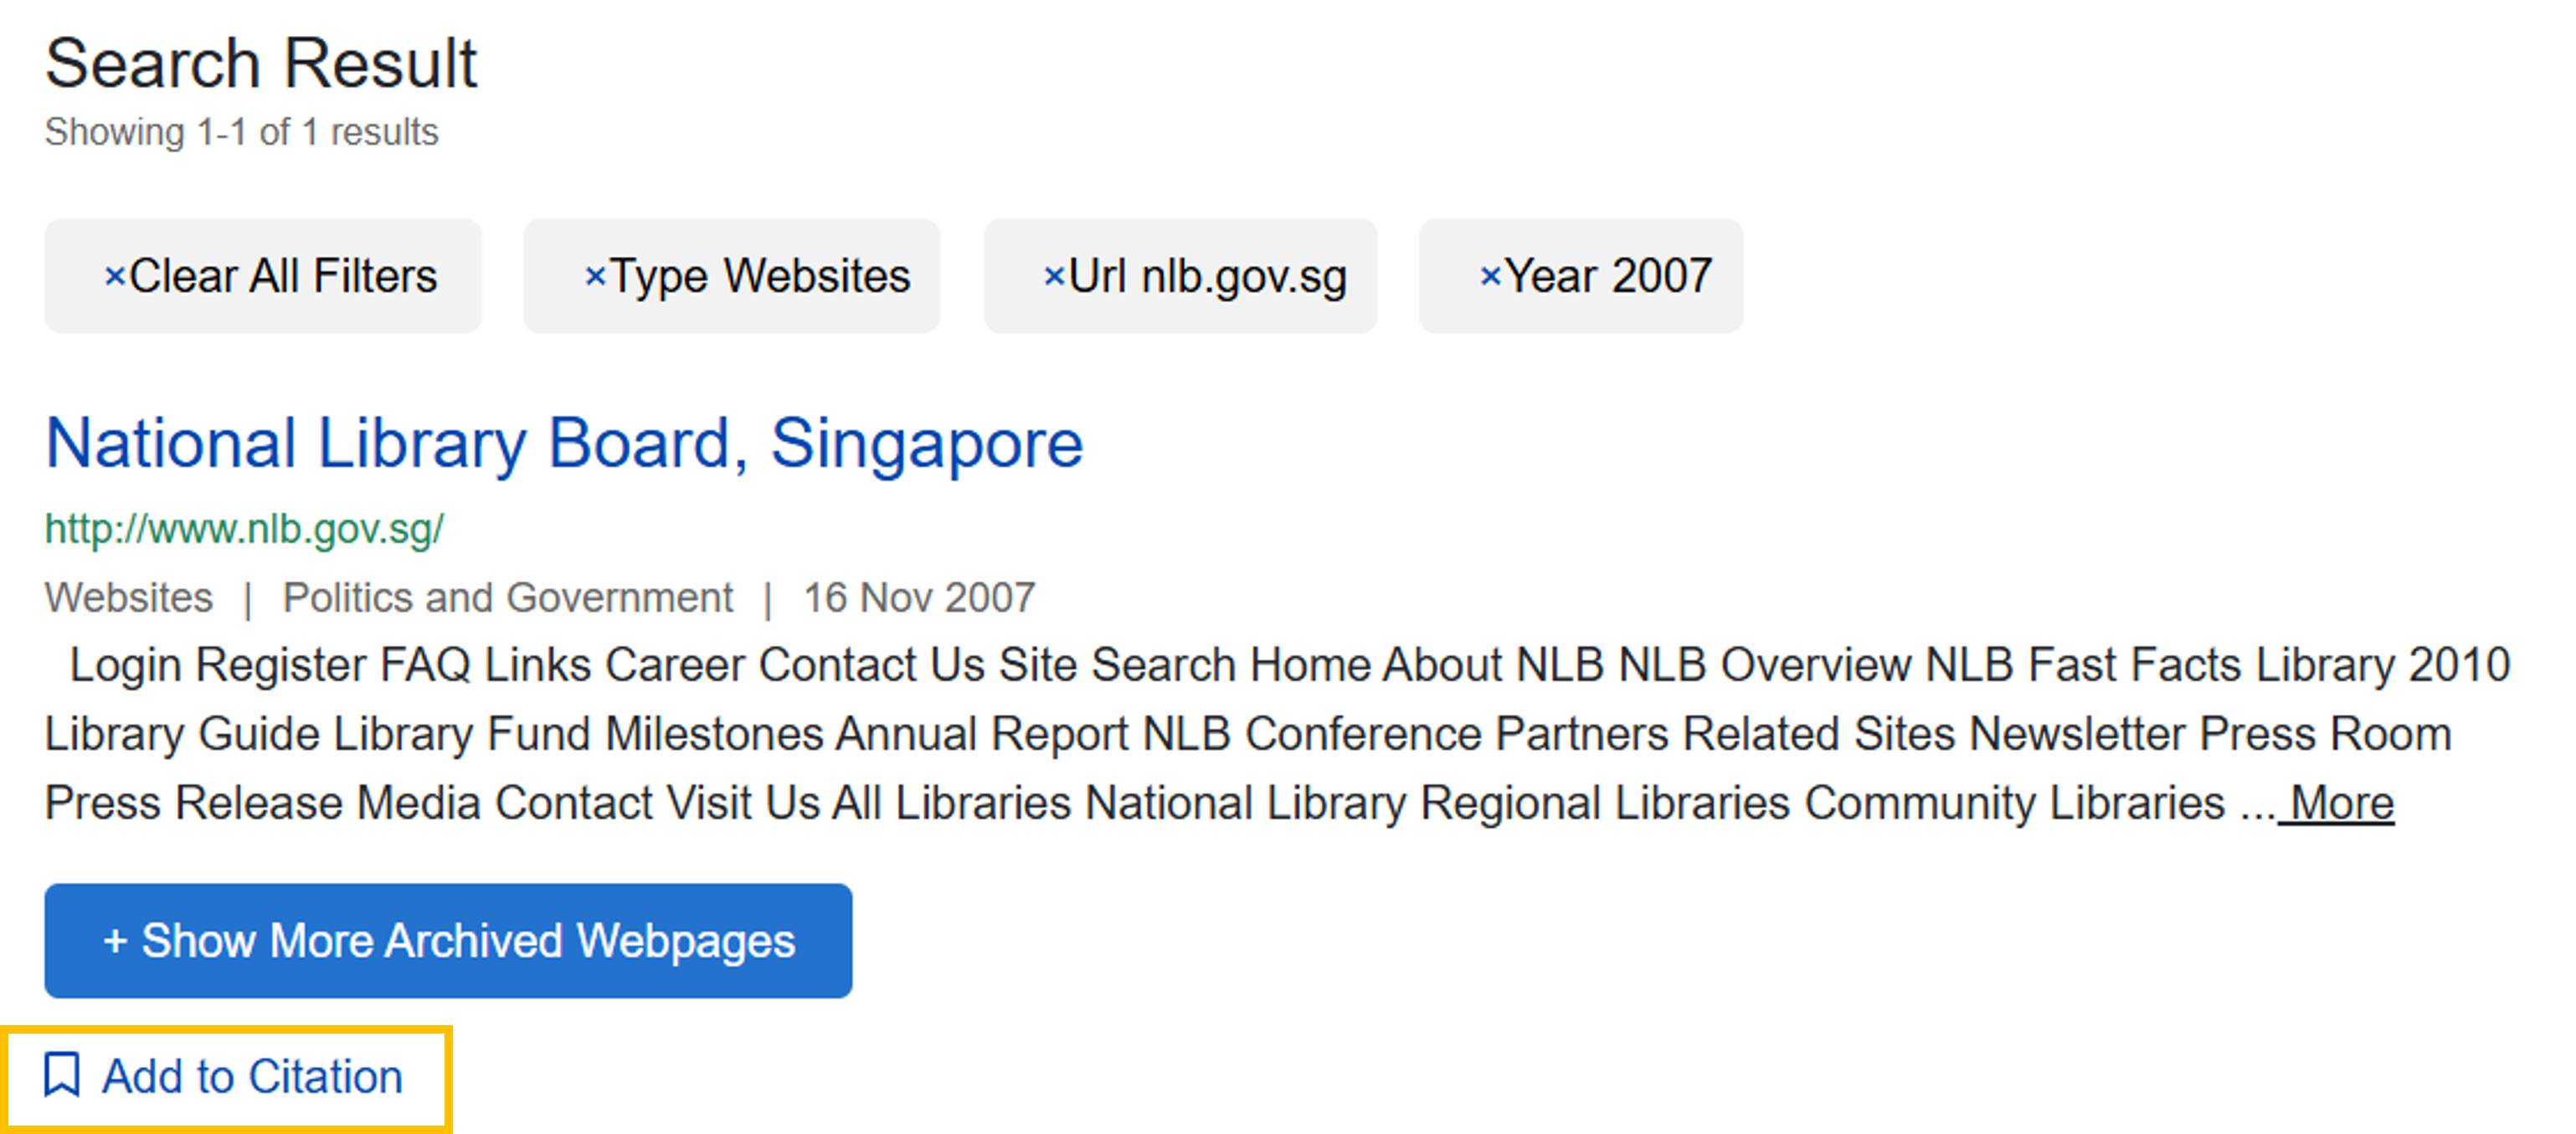 Search Result
Showing 1-1 of 1 results
×Clear All Filters ×Type Websites ×Url nlb.gov.sg ×Year 2007
National Library Board, Singapore
http://www.nlb.gov.sg/
Websites | Politics and Government | 16 Nov 2007
Login Register FAQ Links Career Contact Us Site Search Home About NLB NLB Overview NLB Fast Facts Library 2010
Library Guide Library Fund Milestones Annual Report NLB Conference Partners Related Sites Newsletter Press Room
Press Release Media Contact Visit Us All Libraries National Library Regional Libraries Community Libraries ... More
+ Show More Archived Webpages
Add to Citation